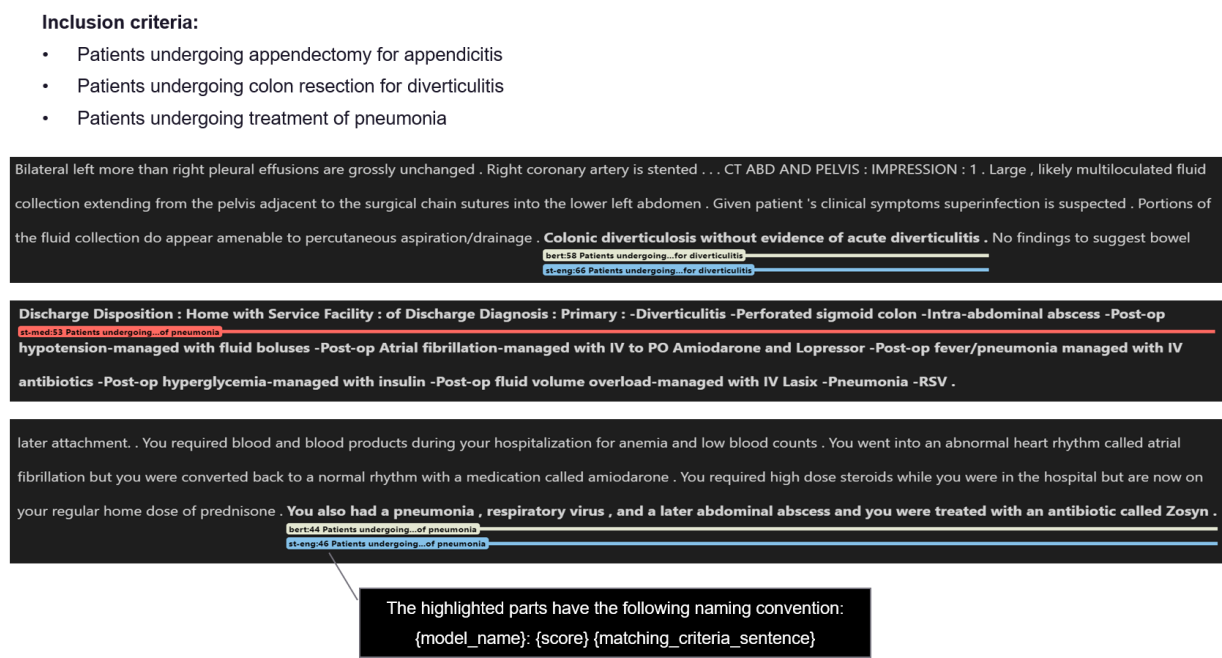 Inclusion criteria:
• Patients undergoing appendectomy for appendicitis
• Patients undergoing colon resection for diverticulitis
• Patients undergoing treatment of pneumonia
Bilateral left more than right pleural effusions are grossly unchanged . Right coronary artery is stented . . . CT ABD AND PELVIS : IMPRESSION : 1 . Large , likely multiloculated fluid
collection extending from the pelvis adjacent to the surgical chain sutures into the lower left abdomen . Given patient 's clinical symptoms superinfection is suspected . Portions of
the fluid collection do appear amenable to percutaneous aspiration/drainage . Colonic diverticulosis without evidence of acute diverticulitis . No findings to suggest bowel
bert:58 Patients undergoing...for diverticulitis
st-eng:66 Patients undergoing...for diverticulitis
Discharge Disposition : Home with Service Facility : of Discharge Diagnosis : Primary : -Diverticulitis -Perforated sigmoid colon -Intra-abdominal abscess -Post-op
st-med:53 Patients undergoing...of pneumonia
hypotension-managed with fluid boluses -Post-op Atrial fibrillation-managed with IV to PO Amiodarone and Lopressor -Post-op fever/pneumonia managed with IV
antibiotics -Post-op hyperglycemia-managed with insulin -Post-op fluid volume overload-managed with IV Lasix -Pneumonia -RSV .
later attachment. . You required blood and blood products during your hospitalization for anemia and low blood counts . You went into an abnormal heart rhythm called atrial
fibrillation but you were converted back to a normal rhythm with a medication called amiodarone . You required high dose steroids while you were in the hospital but are now on
your regular home dose of prednisone . You also had a pneumonia , respiratory virus , and a later abdominal abscess and you were treated with an antibiotic called Zosyn .
bert:44 Patients undergoing...of pneumonia
st-eng:46 Patients undergoing...of pneumonia
The highlighted parts have the following naming convention:
{model_name}: {score} {matching_criteria_sentence}